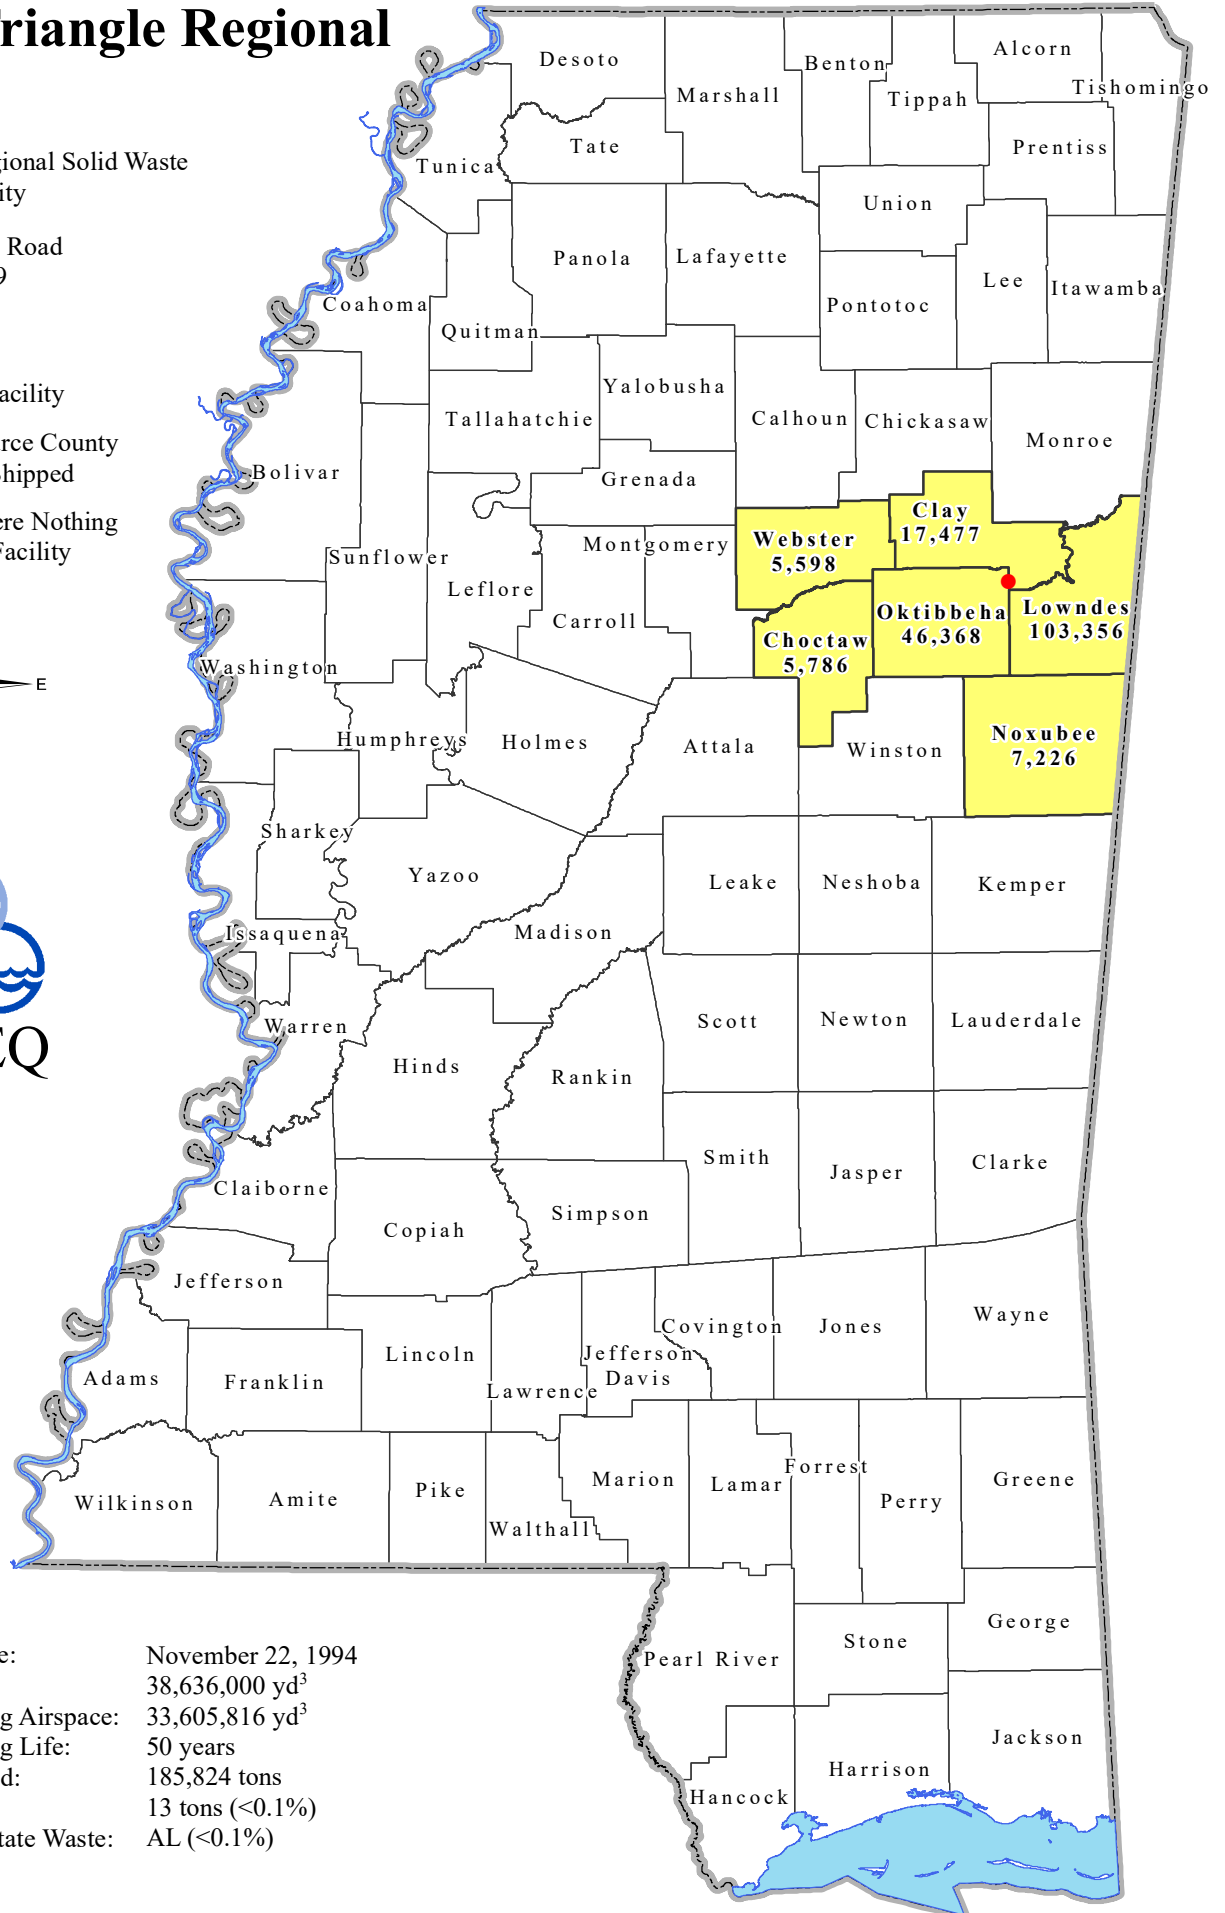 riangle Regional
gional Solid Waste
ity
Road
9
acility
rce County
Shipped
ere Nothing
Facility
E
EQ
Desoto
Marshall
Benton
Tippah
Alcorn
Tishomingo
Prentiss
Tunica
Tate
Union
Panola
Lafayette
Pontotoc
Lee
Itawamba
Coahoma
Quitman
Yalobusha
Tallahatchie
Calhoun
Chickasaw
Monroe
Bolivar
Grenada
Clay
17,477
Webster
5,598
Montgomery
Sunflower
Leflore
Carroll
Oktibbeha
46,368
Lowndes
103,356
Choctaw
5,786
Washington
Humphreys
Holmes
Attala
Winston
Noxubee
7,226
Sharkey
Yazoo
Leake
Neshoba
Kemper
Issaquena
Madison
Warren
Scott
Newton
Lauderdale
Hinds
Rankin
Smith
Jasper
Clarke
Claiborne
Copiah
Simpson
Jefferson
Covington
Jones
Wayne
Lincoln
Jefferson
Davis
Adams
Franklin
Lawrence
Wilkinson
Amite
Pike
Walthall
Marion
Lamar
Forrest
Perry
Greene
Pearl River
Stone
George
Hancock
Harrison
Jackson
e: November 22, 1994
38,636,000 yd³
g Airspace: 33,605,816 yd³
g Life: 50 years
d: 185,824 tons
13 tons (<0.1%)
tate Waste: AL (<0.1%)